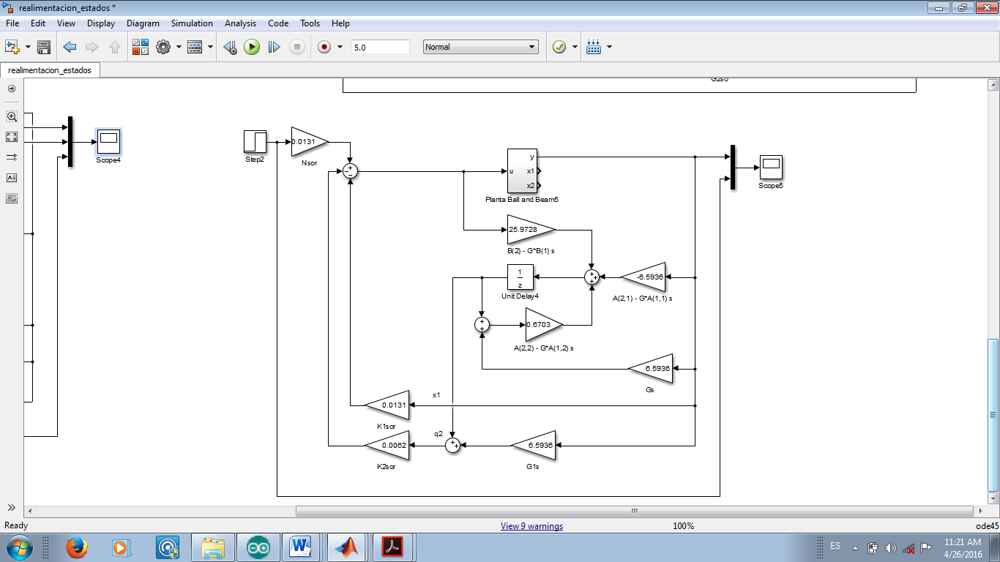 realimentacion_estados *
File Edit View Display Diagram Simulation Analysis Code Tools Help
5.0 Normal
realimentacion_estados
G2so
Scope4
Step2
0.0131
Nsor
u
y
x1
x2
Planta Ball and Beam5
Scope5
25.9728
B(2) - G*B(1) s
1
z
Unit Delay4
-6.5936
A(2,1) - G*A(1,1) s
0.6703
A(2,2) - G*A(1,2) s
6.5936
Gs
x1
0.0131
K1sor
q2
0.0062
K2sor
6.5936
G1s
Ready View 9 warnings 100% ode45
ES 11:21 AM
4/26/2016